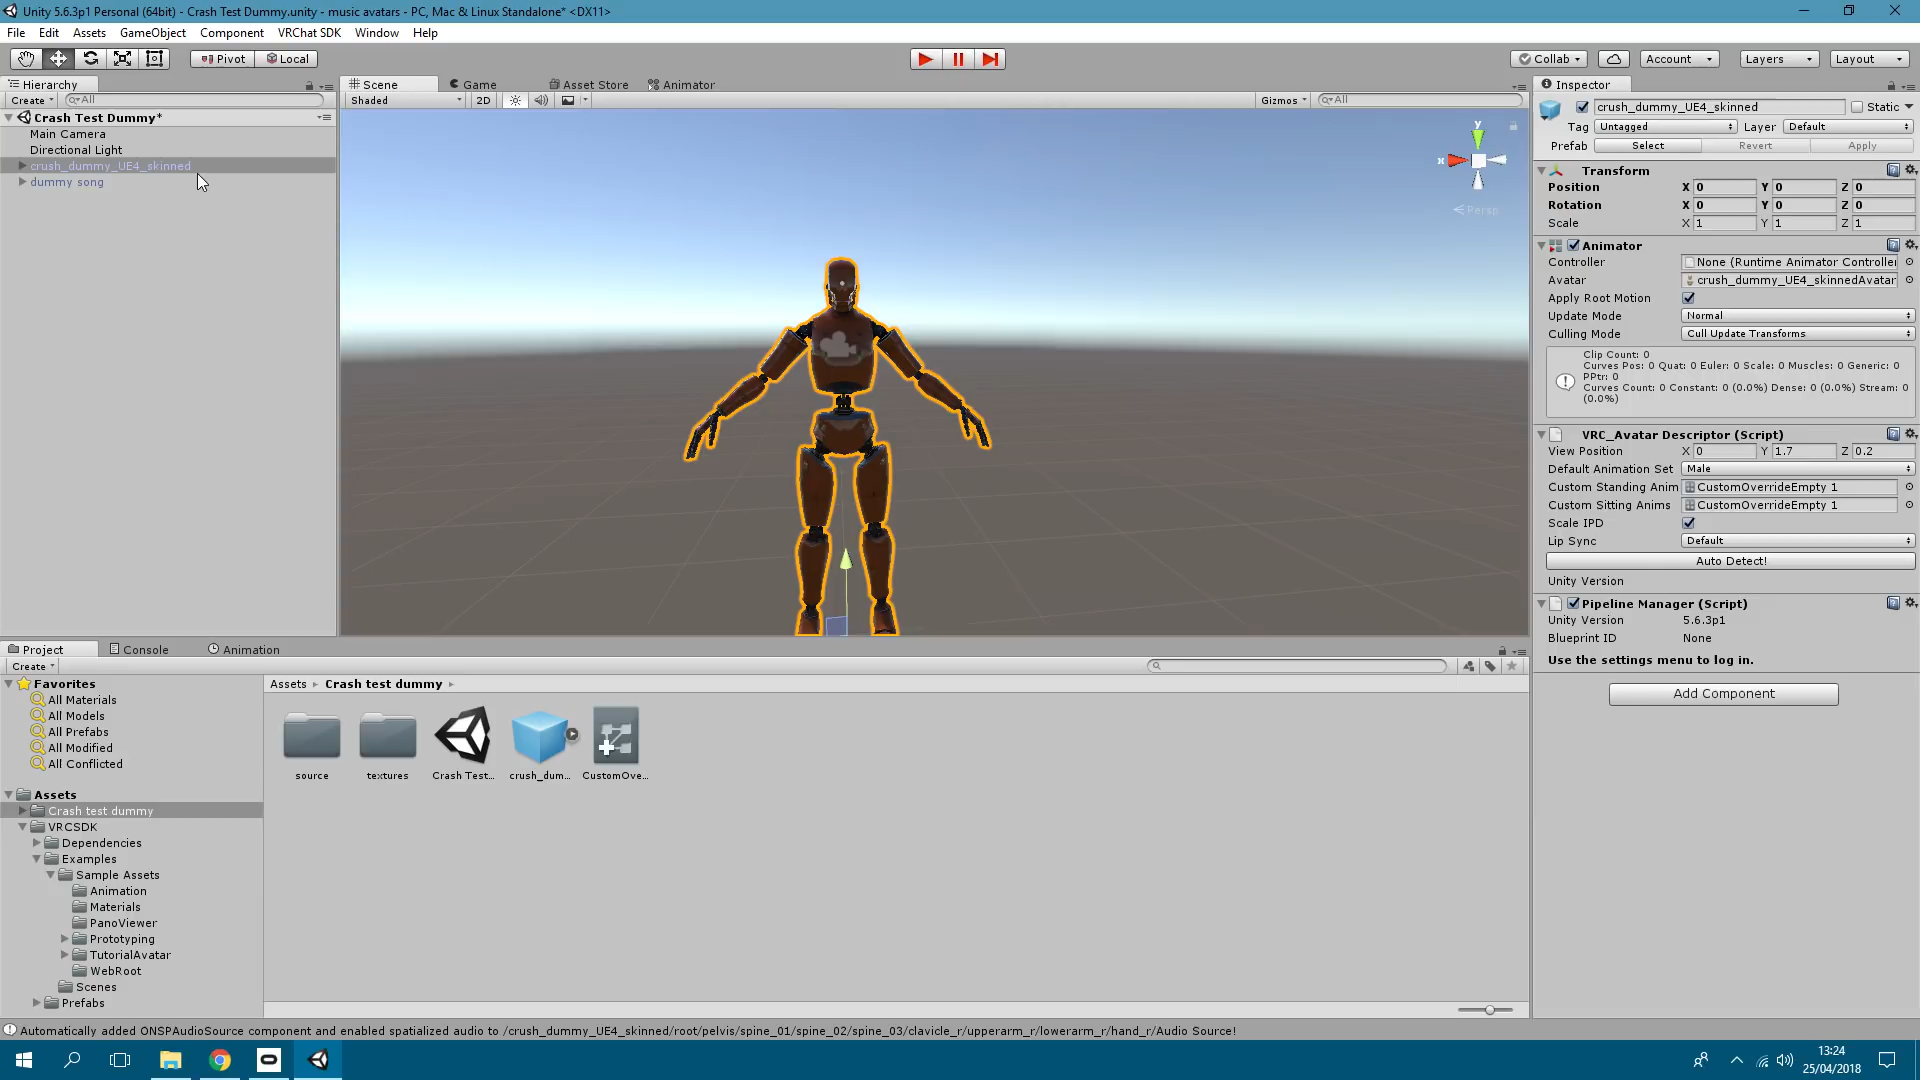 Unity 5.6.3p1 Personal (64bit) - Crash Test Dummy.unity - music avatars - PC, Mac & Linux Standalone* <DX11>
File Edit Assets GameObject Component VRChat SDK Window Help
Pivot Local Collab Account Layers Layout
Hierarchy
Create All
Crash Test Dummy*
Main Camera
Directional Light
crush_dummy_UE4_skinned
dummy song
Scene Game Asset Store Animator
Shaded 2D Gizmos All
y
x
Persp
Inspector
crush_dummy_UE4_skinned Static
Tag Untagged Layer Default
Prefab Select Revert Apply
Transform
Position X 0 Y 0 Z 0
Rotation X 0 Y 0 Z 0
Scale X 1 Y 1 Z 1
Animator
Controller None (Runtime Animator Controller
Avatar crush_dummy_UE4_skinnedAvatar
Apply Root Motion
Update Mode Normal
Culling Mode Cull Update Transforms
Clip Count: 0
Curves Pos: 0 Quat: 0 Euler: 0 Scale: 0 Muscles: 0 Generic: 0
PPtr: 0
Curves Count: 0 Constant: 0 (0.0%) Dense: 0 (0.0%) Stream: 0
(0.0%)
VRC_Avatar Descriptor (Script)
View Position X 0 Y 1.7 Z 0.2
Default Animation Set Male
Custom Standing Anim CustomOverrideEmpty 1
Custom Sitting Anims CustomOverrideEmpty 1
Scale IPD
Lip Sync Default
Auto Detect!
Unity Version
Pipeline Manager (Script)
Unity Version 5.6.3p1
Blueprint ID None
Use the settings menu to log in.
Add Component
Project Console Animation
Create
Favorites
All Materials
All Models
All Prefabs
All Modified
All Conflicted
Assets
Crash test dummy
VRCSDK
Dependencies
Examples
Sample Assets
Animation
Materials
PanoViewer
Prototyping
TutorialAvatar
WebRoot
Scenes
Prefabs
Assets Crash test dummy
source textures Crash Test... crush_dum... CustomOve...
Automatically added ONSPAudioSource component and enabled spatialized audio to /crush_dummy_UE4_skinned/root/pelvis/spine_01/spine_02/spine_03/clavicle_r/upperarm_r/lowerarm_r/hand_r/Audio Source!
13:24
25/04/2018